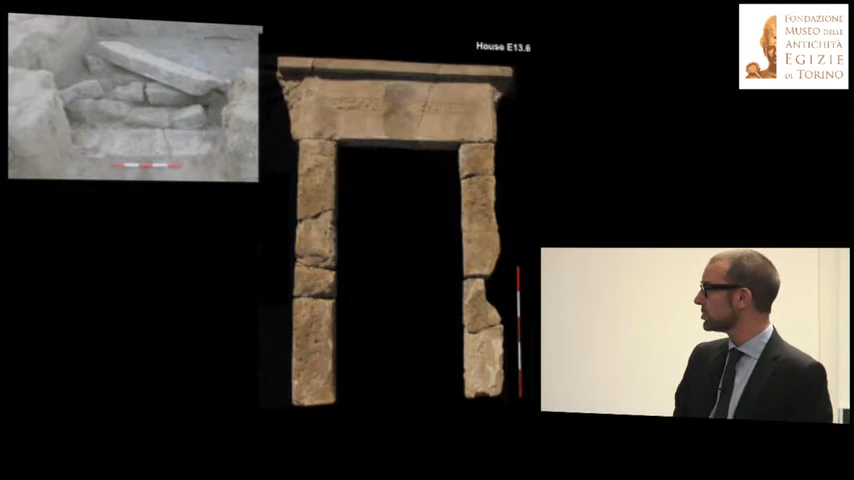 House E13.6
FONDAZIONE
MUSEO DELLE
ANTICHITÀ
EGIZIE
DI TORINO